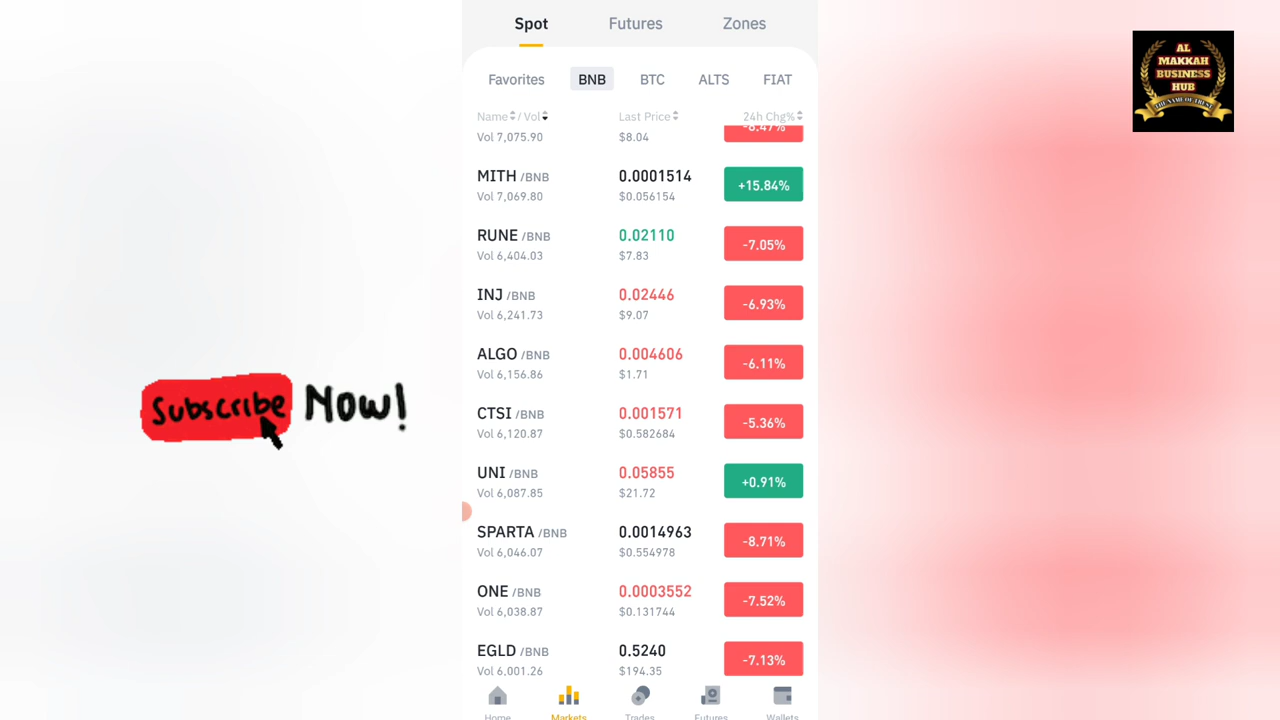 Spot Futures Zones
AL
MAKKAH
BUSINESS
HUB
THE NAME OF TRUST
Favorites BNB BTC ALTS FIAT
Name / Vol Last Price 24h Chg%
-8.47%
Vol 7,075.90 $8.04
MITH /BNB 0.0001514 +15.84%
Vol 7,069.80 $0.056154
RUNE /BNB 0.02110 -7.05%
Vol 6,404.03 $7.83
INJ /BNB 0.02446 -6.93%
Vol 6,241.73 $9.07
ALGO /BNB 0.004606 -6.11%
Vol 6,156.86 $1.71
CTSI /BNB 0.001571 -5.36%
Vol 6,120.87 $0.582684
Subscribe Now!
UNI /BNB 0.05855 +0.91%
Vol 6,087.85 $21.72
SPARTA /BNB 0.0014963 -8.71%
Vol 6,046.07 $0.554978
ONE /BNB 0.0003552 -7.52%
Vol 6,038.87 $0.131744
EGLD /BNB 0.5240 -7.13%
Vol 6,001.26 $194.35
Home Markets Trades Futures Wallets